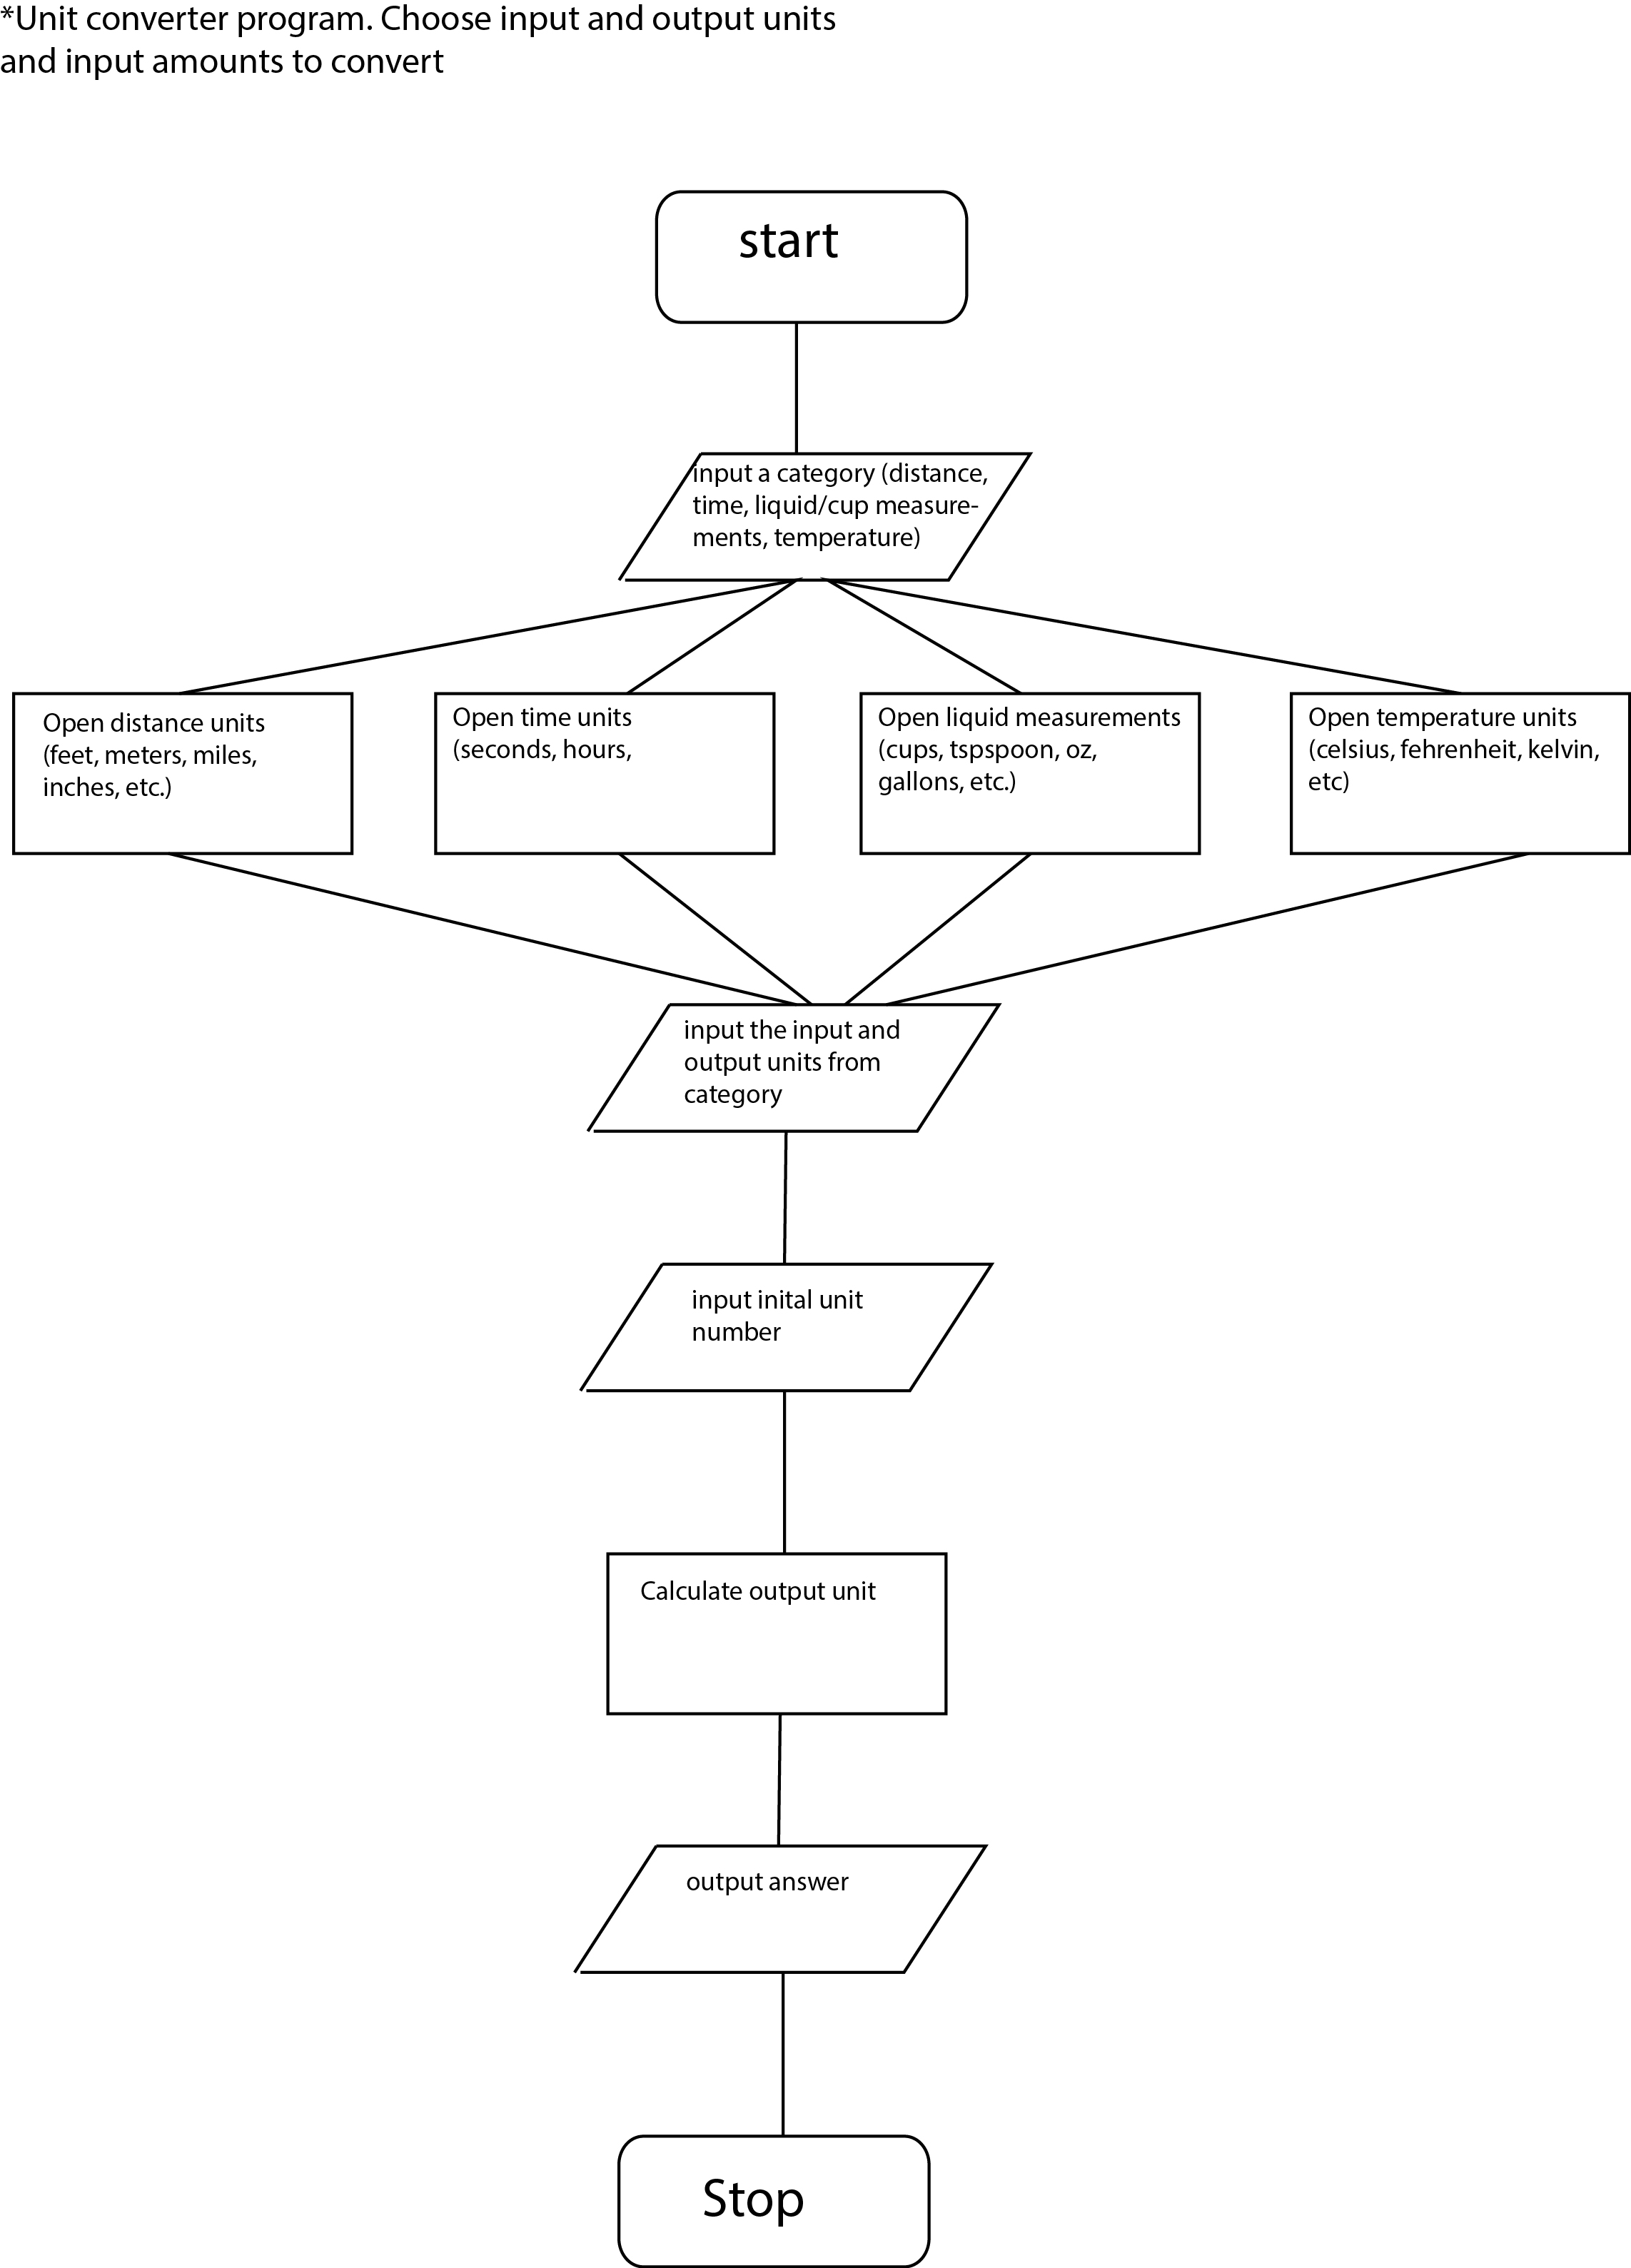 *Unit converter program. Choose input and output units
and input amounts to convert
start
input a category (distance,
time, liquid/cup measure-
ments, temperature)
Open distance units
(feet, meters, miles,
inches, etc.)
Open time units
(seconds, hours,
Open liquid measurements
(cups, tspspoon, oz,
gallons, etc.)
Open temperature units
(celsius, fehrenheit, kelvin,
etc)
input the input and
output units from
category
input inital unit
number
Calculate output unit
output answer
Stop